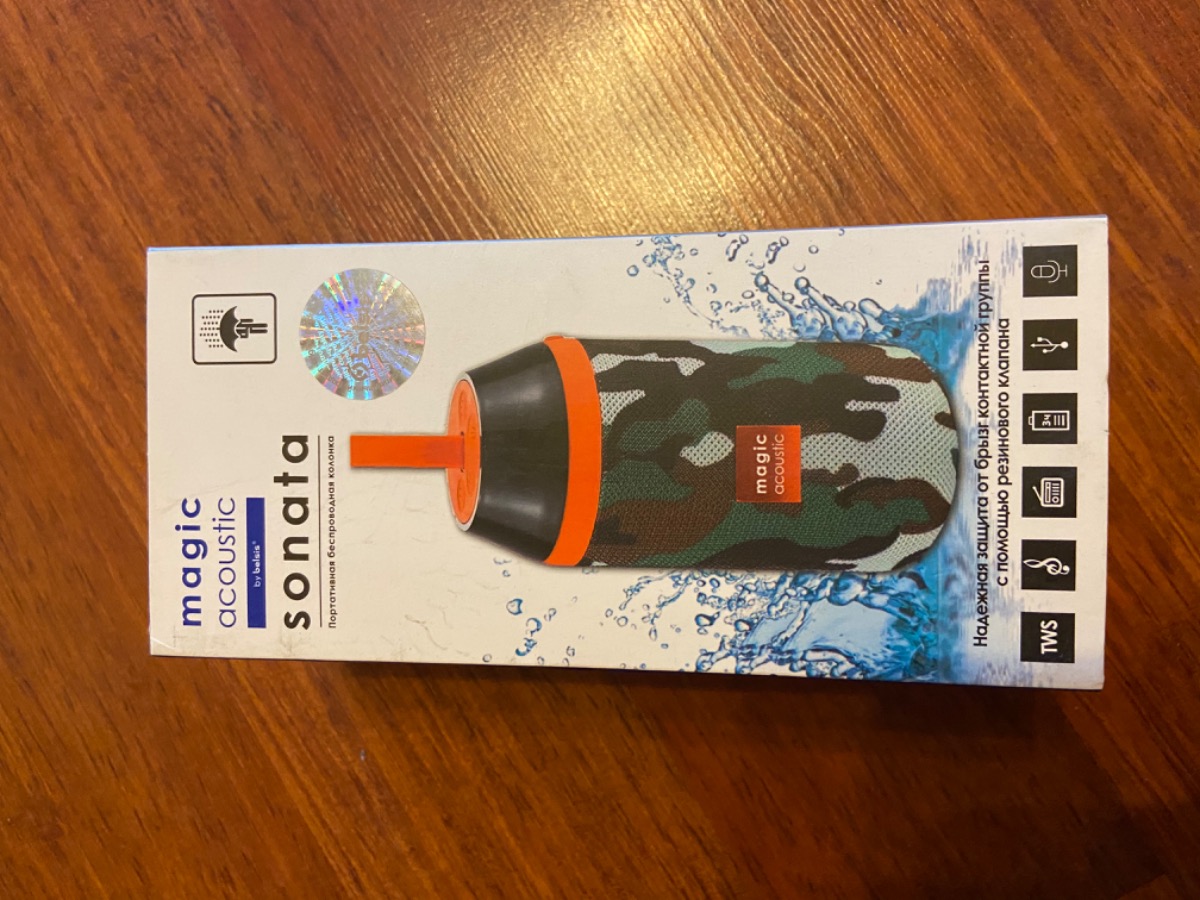 magic
acoustic
by belsis®
sonata
Портативная беспроводная колонка
magic
acoustic
Надежная защита от брызг контактной группы
с помощью резинового клапана
TWS
3Ч